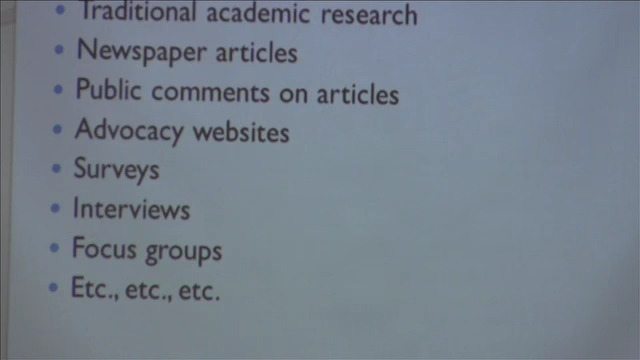 • Traditional academic research
• Newspaper articles
• Public comments on articles
• Advocacy websites
• Surveys
• Interviews
• Focus groups
• Etc., etc., etc.